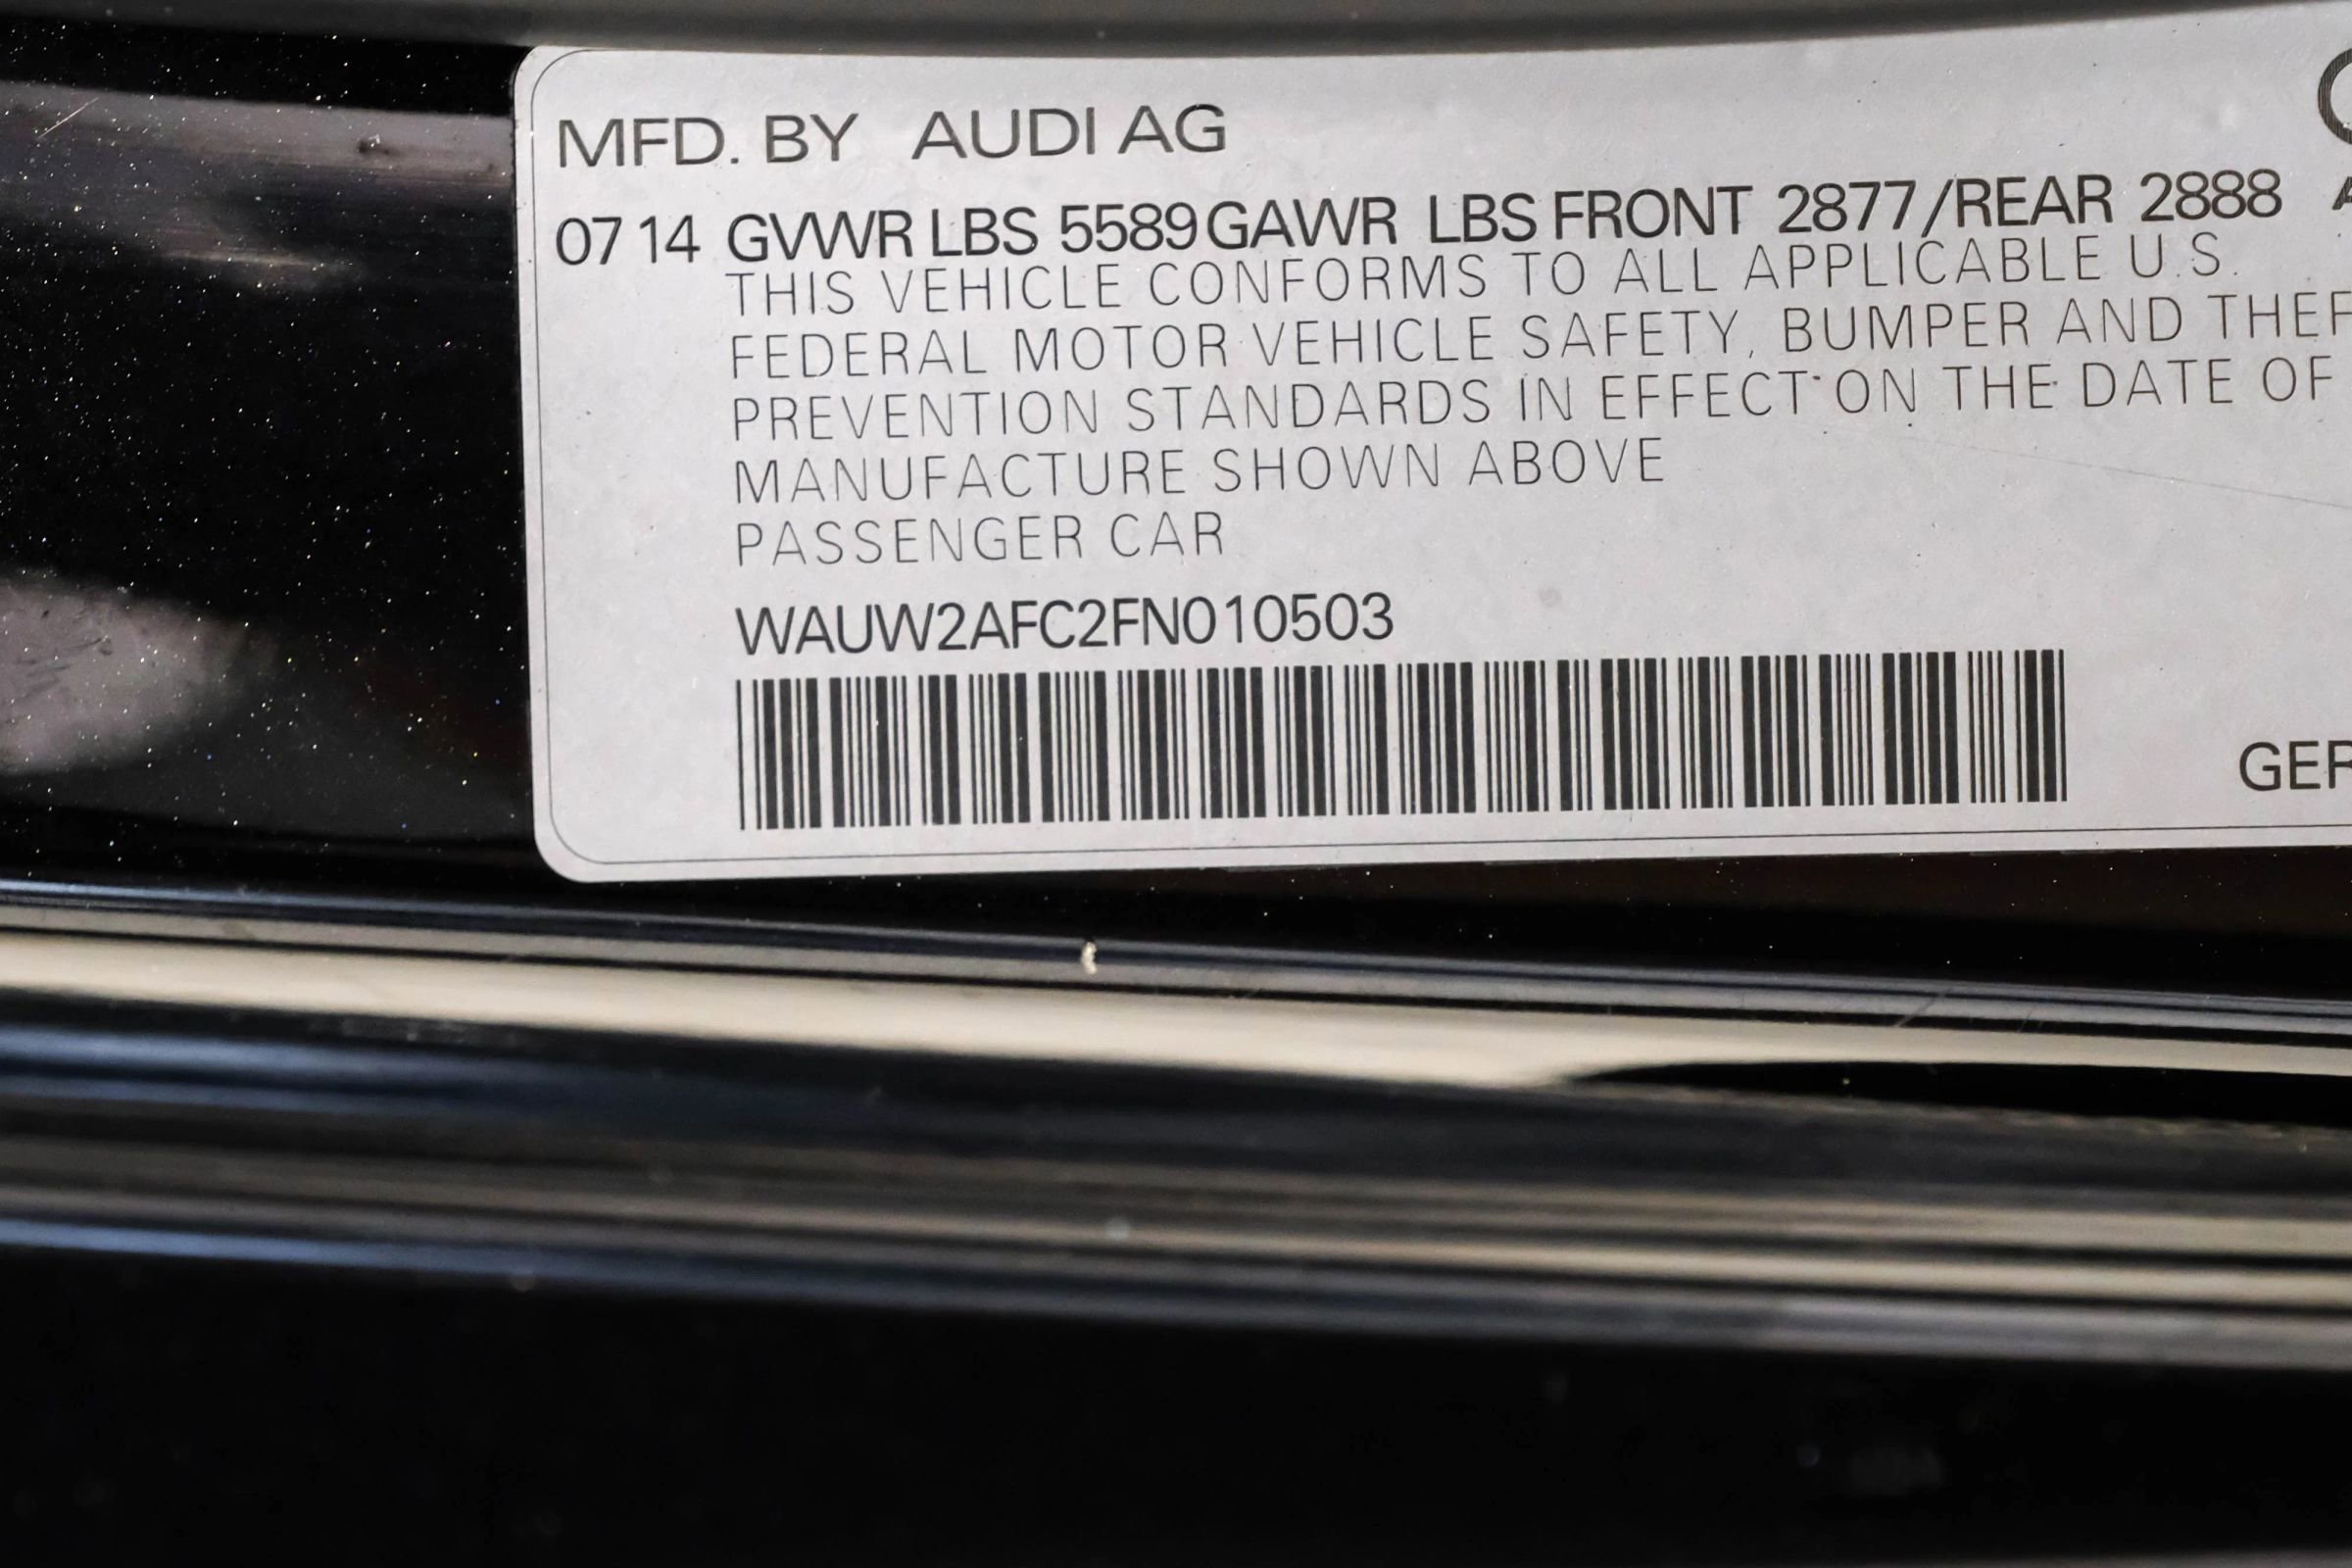 MFD. BY AUDI AG
07 14 GVWR LBS 5589 GAWR LBS FRONT 2877/REAR 2888
THIS VEHICLE CONFORMS TO ALL APPLICABLE U.S.
FEDERAL MOTOR VEHICLE SAFETY, BUMPER AND THEF
PREVENTION STANDARDS IN EFFECT ON THE DATE OF
MANUFACTURE SHOWN ABOVE
PASSENGER CAR
WAUW2AFC2FN010503
GER